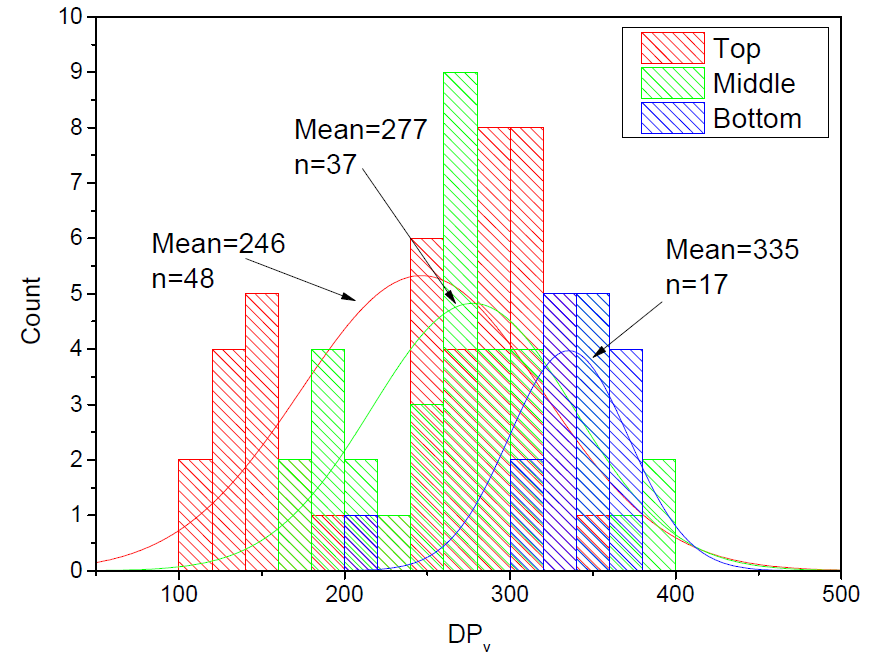 10
9
8
7
6
5
4
3
2
1
0
Count
100
200
300
400
500
DPv
Top
Middle
Bottom
Mean=277
n=37
Mean=246
n=48
Mean=335
n=17